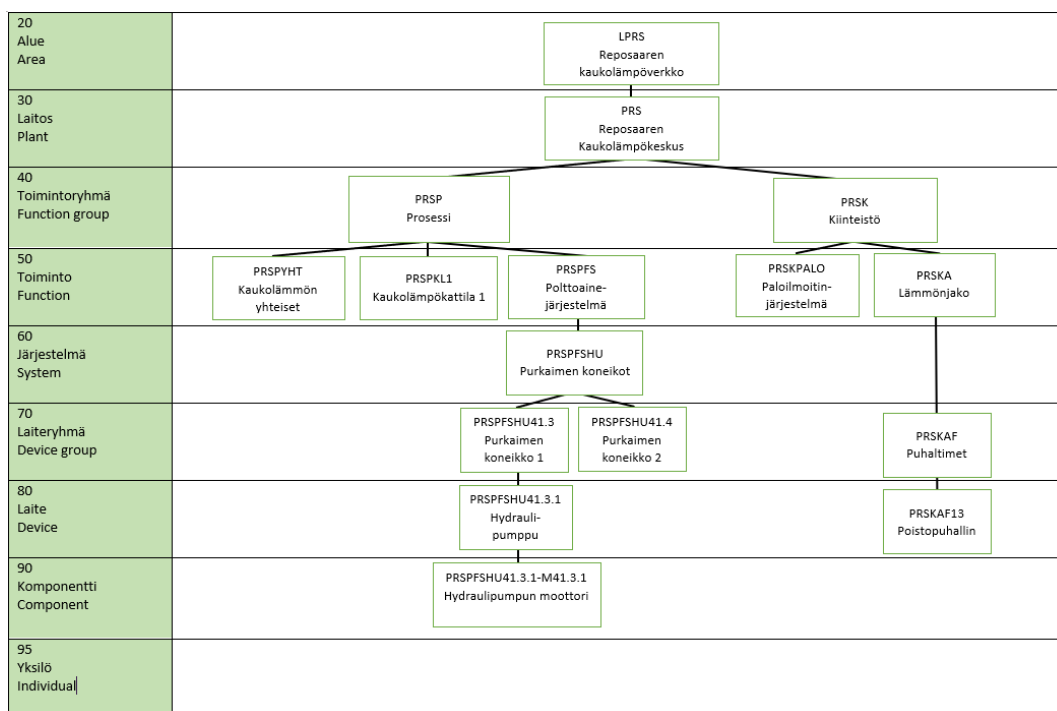 20
Alue
Area
LPRS
Reposaaren
kaukolämpöverkko
30
Laitos
Plant
PRS
Reposaaren
Kaukolämpökeskus
40
Toimintoryhmä
Function group
PRSP
Prosessi
PRSK
Kiinteistö
50
Toiminto
Function
PRSPYHT
Kaukolämmön
yhteiset
PRSPKL1
Kaukolämpökattila 1
PRSPFS
Polttoaine-
järjestelmä
PRSKPALO
Paloilmoitin-
järjestelmä
PRSKA
Lämmönjako
60
Järjestelmä
System
PRSPFSHU
Purkaimen koneikot
70
Laiteryhmä
Device group
PRSPFSHU41.3
Purkaimen
koneikko 1
PRSPFSHU41.4
Purkaimen
koneikko 2
PRSKAF
Puhaltimet
80
Laite
Device
PRSPFSHU41.3.1
Hydrauli-
pumppu
PRSKAF13
Poistopuhallin
90
Komponentti
Component
PRSPFSHU41.3.1-M41.3.1
Hydraulipumpun moottori
95
Yksilö
Individual